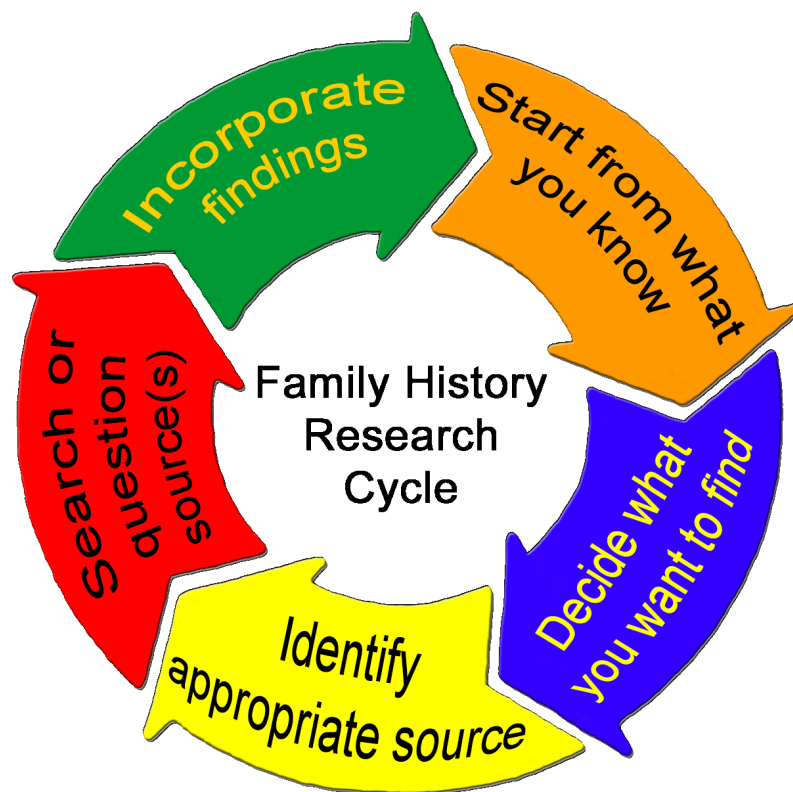 Family History
Research
Cycle
Start from what
you know
Decide what
you want to find
Identify
appropriate source
Search or
question
source(s)
Incorporate
findings